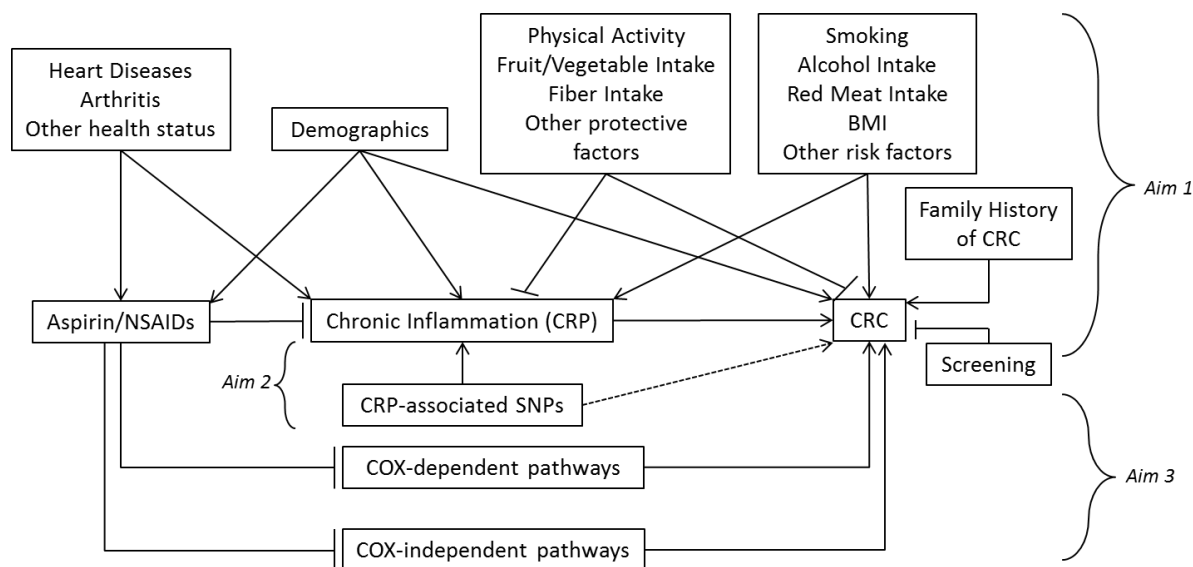 Heart Diseases
Arthritis
Other health status
Demographics
Physical Activity
Fruit/Vegetable Intake
Fiber Intake
Other protective
factors
Smoking
Alcohol Intake
Red Meat Intake
BMI
Other risk factors
Family History
of CRC
Aim 1
Aspirin/NSAIDs
Chronic Inflammation (CRP)
CRC
Screening
Aim 2
CRP-associated SNPs
COX-dependent pathways
COX-independent pathways
Aim 3